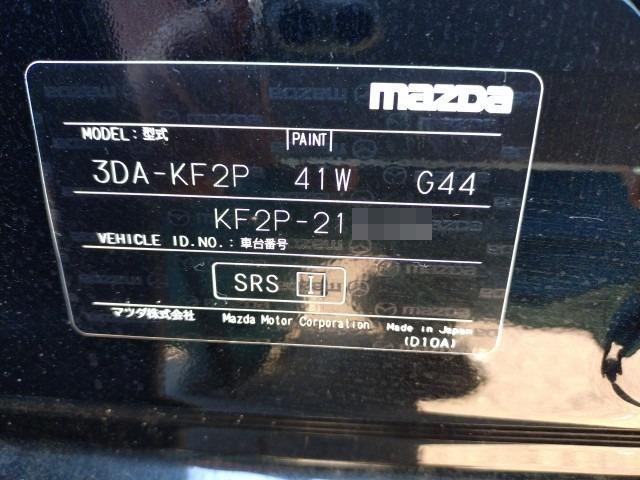 mazda
MODEL: 型式 PAINT
3DA-KF2P 41W G44
KF2P-21
VEHICLE ID.NO.: 車台番号
SRS I
マツダ株式会社 Mazda Motor Corporation Made in Japan
(D10A)